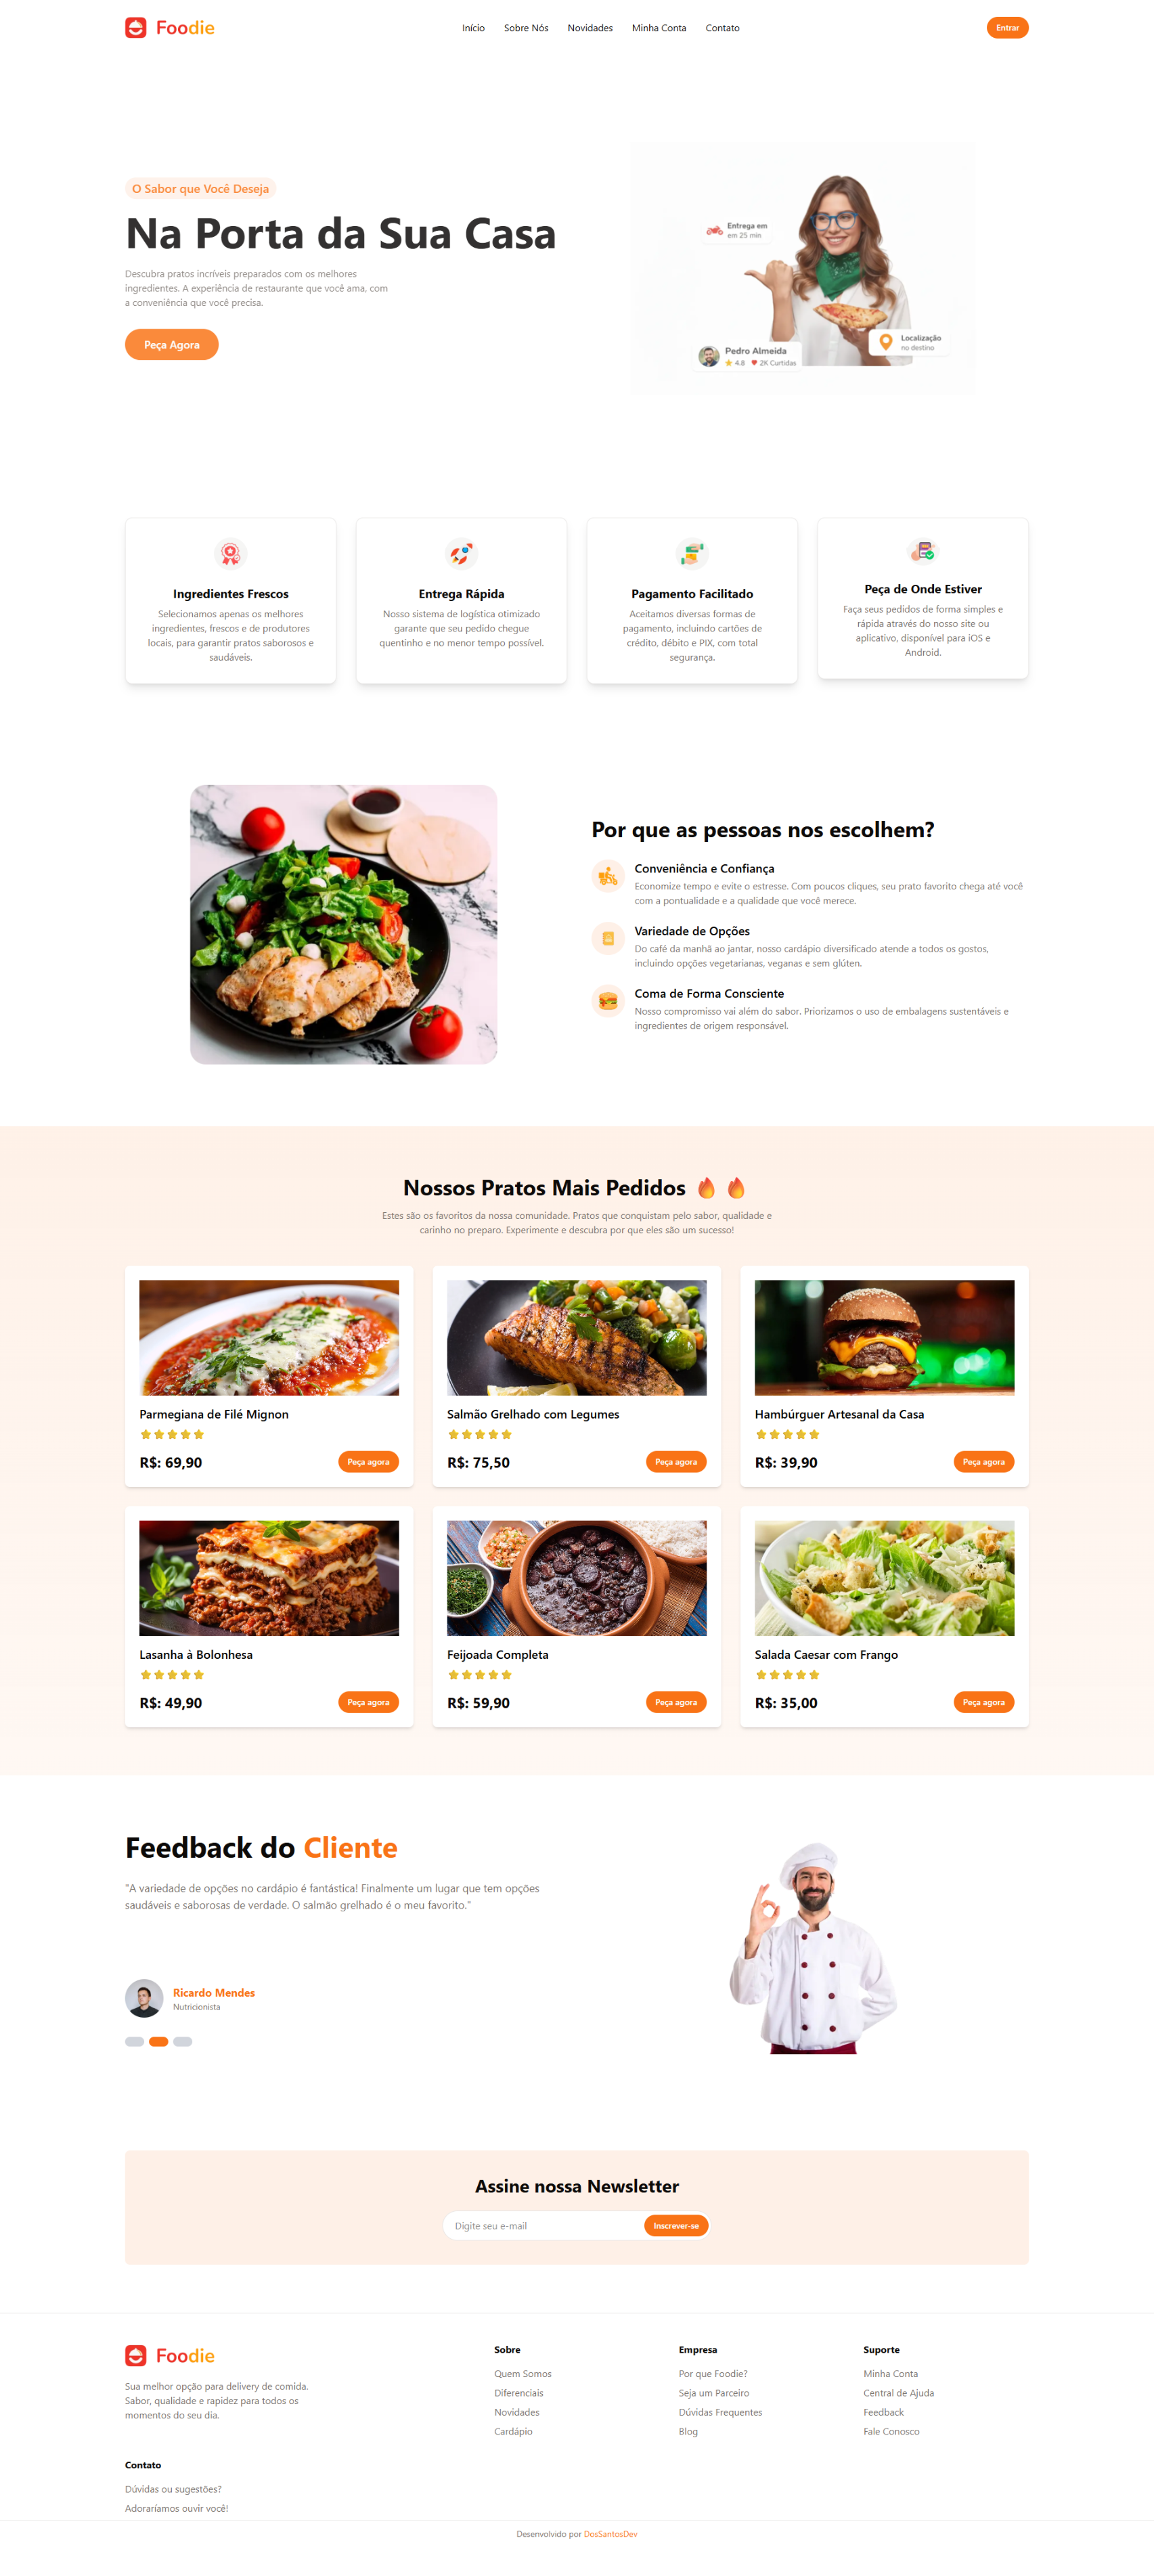 Foodie
Início
Sobre Nós
Novidades
Minha Conta
Contato
Entrar
O Sabor que Você Deseja
Na Porta da Sua Casa
Descubra pratos incríveis preparados com os melhores
ingredientes. A experiência de restaurante que você ama, com
a conveniência que você precisa.
Peça Agora
Entrega em
em 25 min
Pedro Almeida
4.8
2K Curtidas
Localização
no destino
Ingredientes Frescos
Selecionamos apenas os melhores
ingredientes, frescos e de produtores
locais, para garantir pratos saborosos e
saudáveis.
Entrega Rápida
Nosso sistema de logística otimizado
garante que seu pedido chegue
quentinho e no menor tempo possível.
Pagamento Facilitado
Aceitamos diversas formas de
pagamento, incluindo cartões de
crédito, débito e PIX, com total
segurança.
Peça de Onde Estiver
Faça seus pedidos de forma simples e
rápida através do nosso site ou
aplicativo, disponível para iOS e
Android.
Por que as pessoas nos escolhem?
Conveniência e Confiança
Economize tempo e evite o estresse. Com poucos cliques, seu prato favorito chega até você
com a pontualidade e a qualidade que você merece.
Variedade de Opções
Do café da manhã ao jantar, nosso cardápio diversificado atende a todos os gostos,
incluindo opções vegetarianas, veganas e sem glúten.
Coma de Forma Consciente
Nosso compromisso vai além do sabor. Priorizamos o uso de embalagens sustentáveis e
ingredientes de origem responsável.
Nossos Pratos Mais Pedidos 🔥 🔥
Estes são os favoritos da nossa comunidade. Pratos que conquistam pelo sabor, qualidade e
carinho no preparo. Experimente e descubra por que eles são um sucesso!
Parmegiana de Filé Mignon
R$: 69,90
Peça agora
Salmão Grelhado com Legumes
R$: 75,50
Peça agora
Hambúrguer Artesanal da Casa
R$: 39,90
Peça agora
Lasanha à Bolonhesa
R$: 49,90
Peça agora
Feijoada Completa
R$: 59,90
Peça agora
Salada Caesar com Frango
R$: 35,00
Peça agora
Feedback do Cliente
"A variedade de opções no cardápio é fantástica! Finalmente um lugar que tem opções
saudáveis e saborosas de verdade. O salmão grelhado é o meu favorito."
Ricardo Mendes
Nutricionista
Assine nossa Newsletter
Digite seu e-mail
Inscrever-se
Foodie
Sua melhor opção para delivery de comida.
Sabor, qualidade e rapidez para todos os
momentos do seu dia.
Sobre
Quem Somos
Diferenciais
Novidades
Cardápio
Empresa
Por que Foodie?
Seja um Parceiro
Dúvidas Frequentes
Blog
Suporte
Minha Conta
Central de Ajuda
Feedback
Fale Conosco
Contato
Dúvidas ou sugestões?
Adoraríamos ouvir você!
Desenvolvido por DosSantosDev